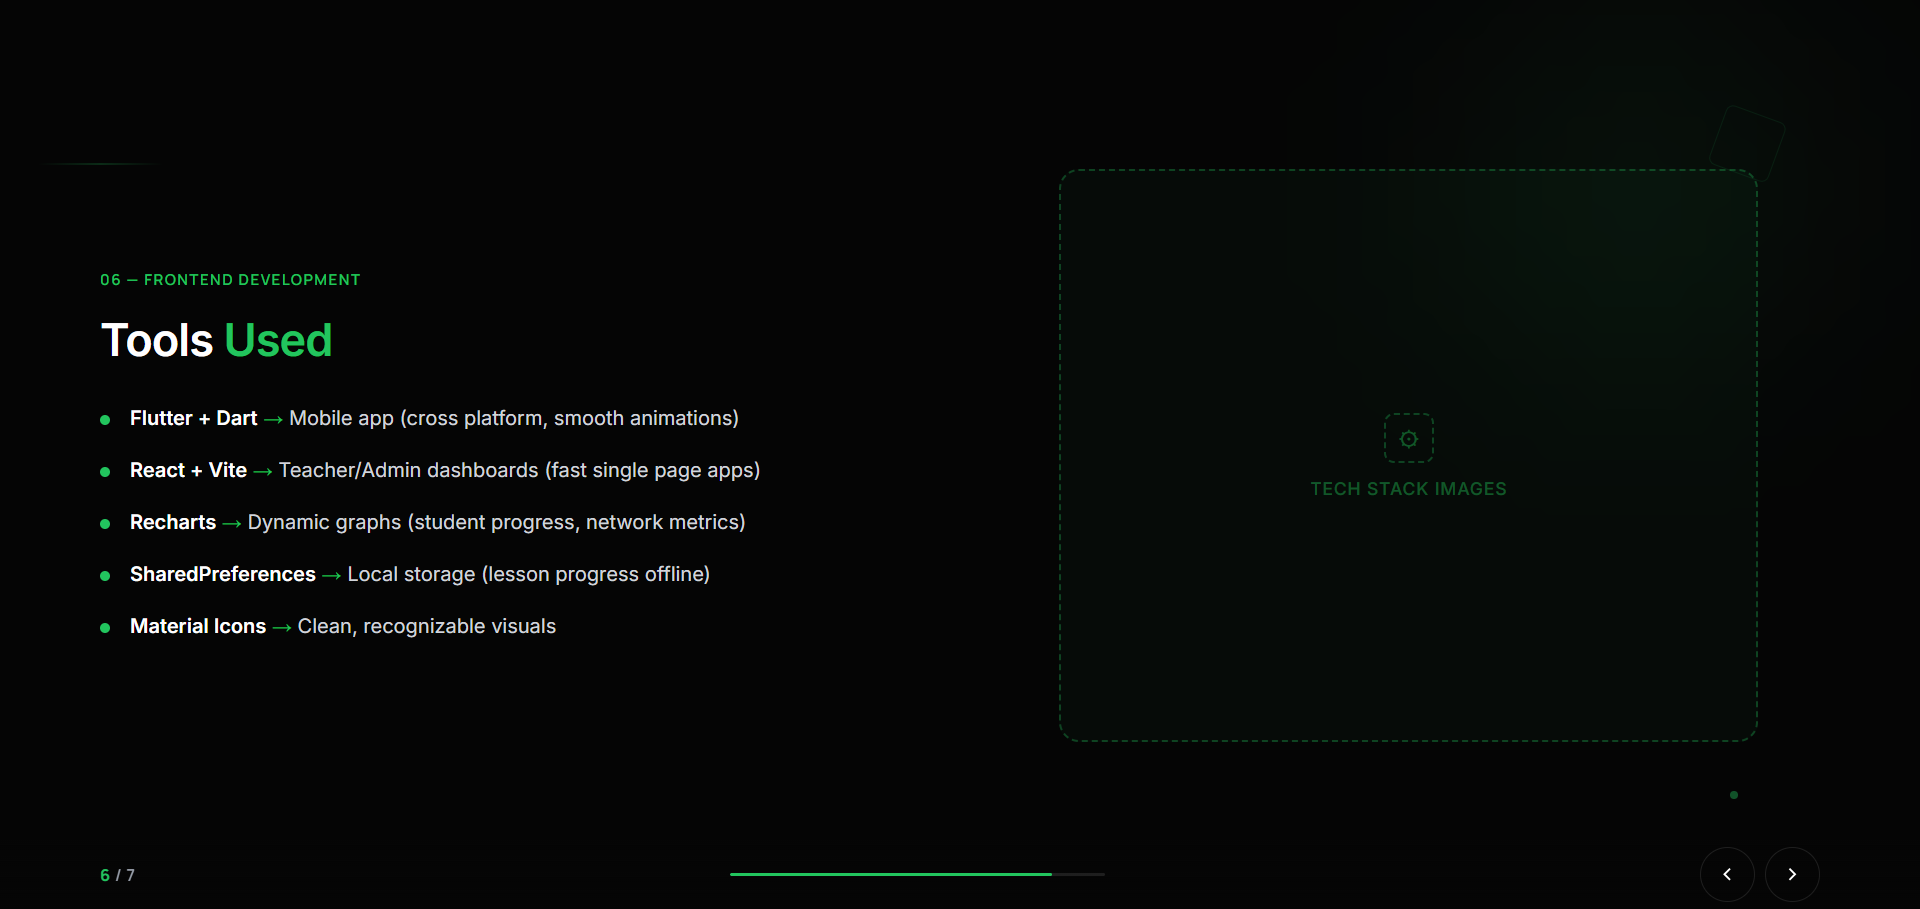 06 — FRONTEND DEVELOPMENT
Tools Used
Flutter + Dart → Mobile app (cross platform, smooth animations)
React + Vite → Teacher/Admin dashboards (fast single page apps)
Recharts → Dynamic graphs (student progress, network metrics)
SharedPreferences → Local storage (lesson progress offline)
Material Icons → Clean, recognizable visuals
TECH STACK IMAGES
6 / 7